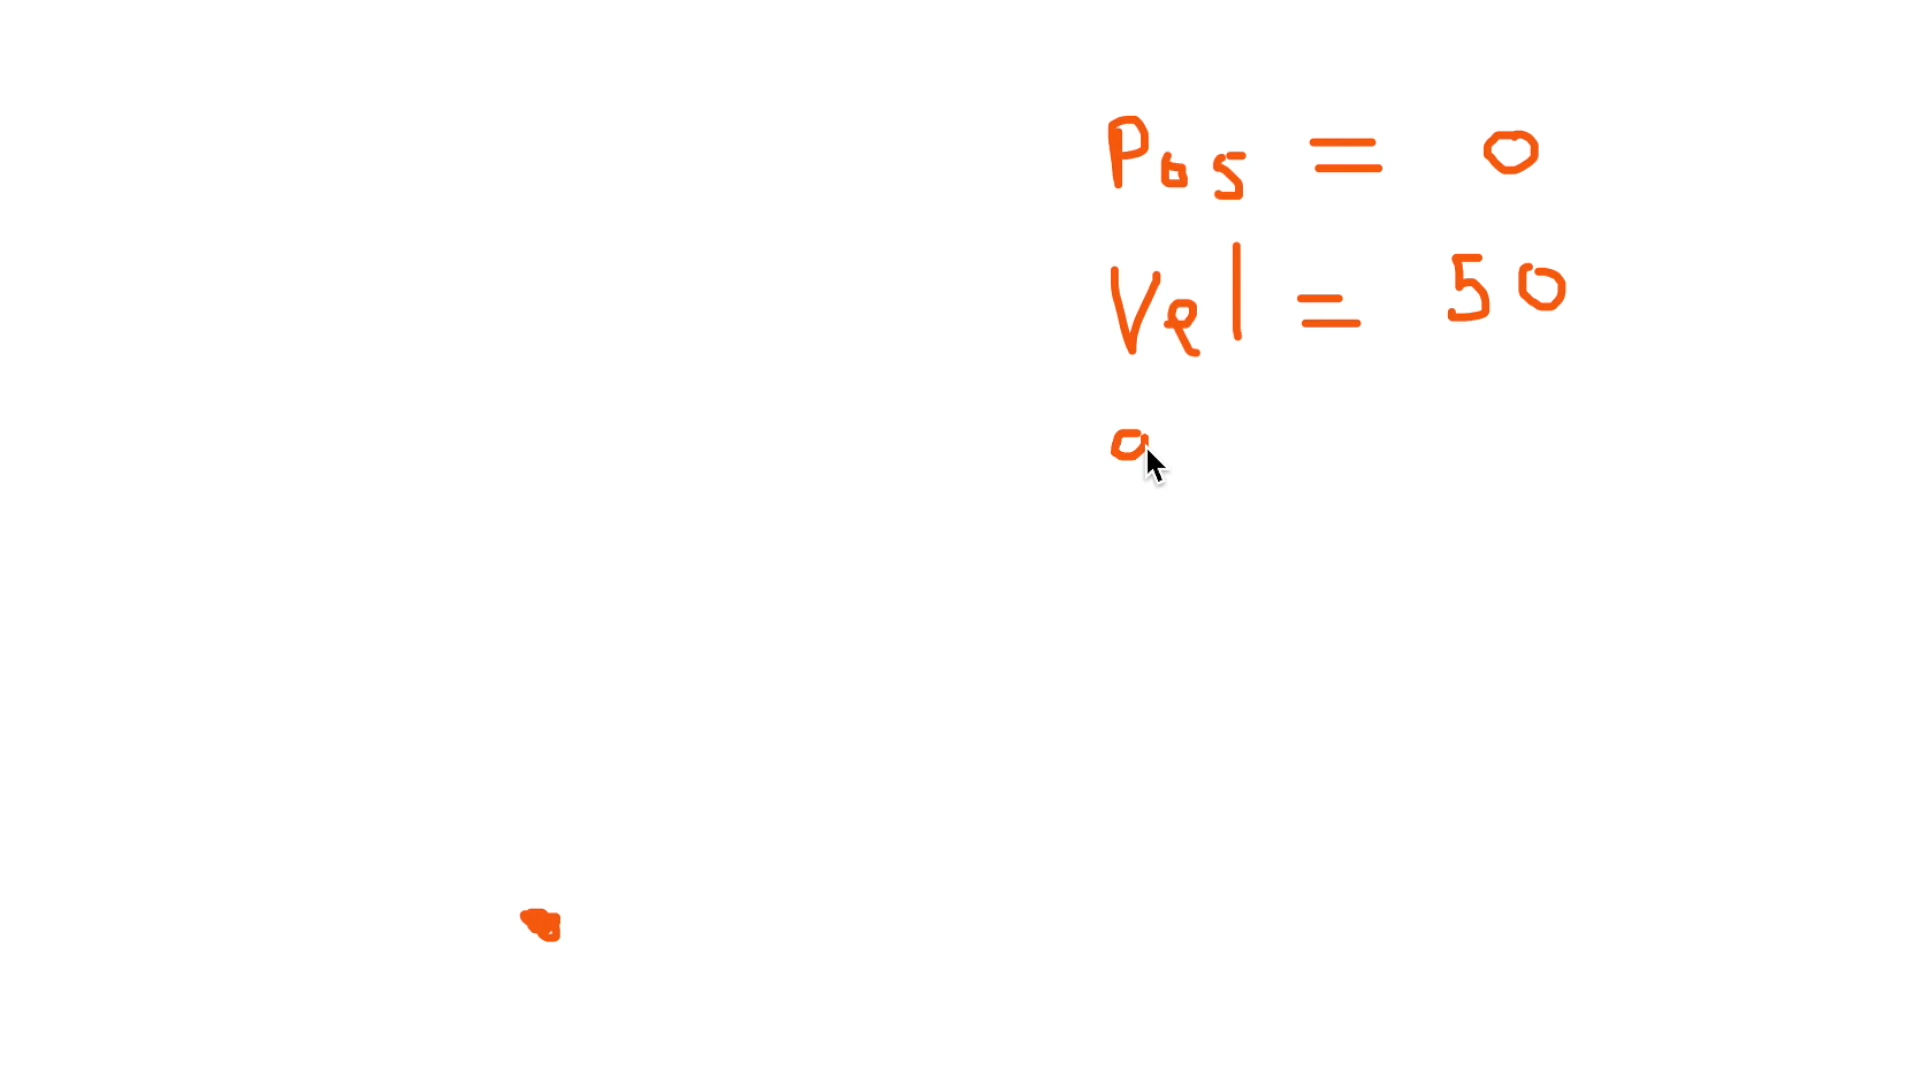 Pos = 0
Vel = 50
a